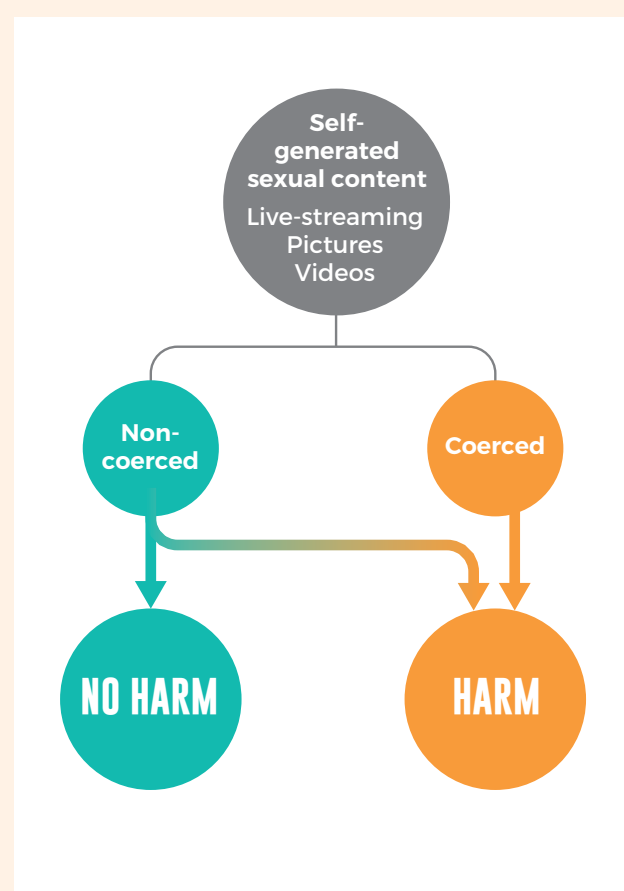 Self-
generated
sexual content
Live-streaming
Pictures
Videos
Non-
coerced
Coerced
NO HARM
HARM